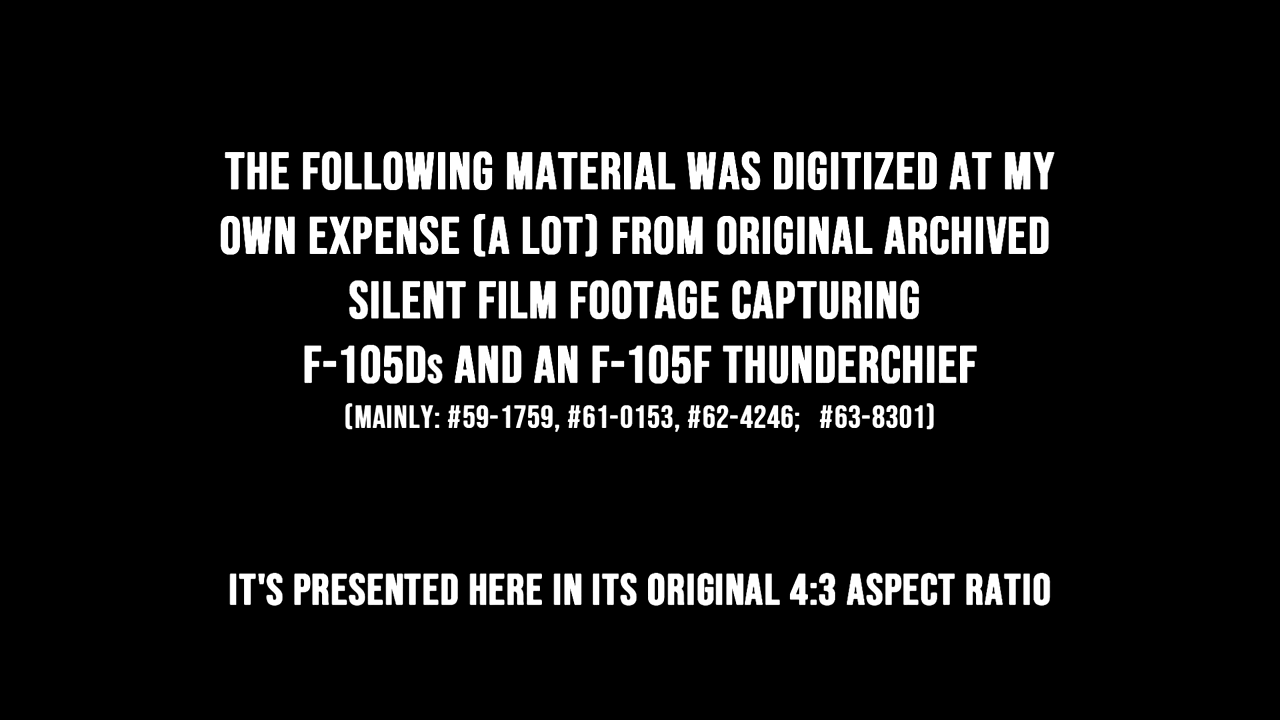 THE FOLLOWING MATERIAL WAS DIGITIZED AT MY
OWN EXPENSE (A LOT) FROM ORIGINAL ARCHIVED
SILENT FILM FOOTAGE CAPTURING
F-105Ds AND AN F-105F THUNDERCHIEF
(MAINLY: #59-1759, #61-0153, #62-4246; #63-8301)
IT'S PRESENTED HERE IN ITS ORIGINAL 4:3 ASPECT RATIO